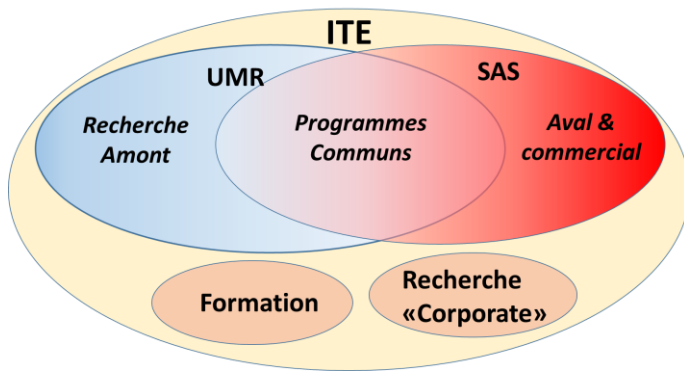 ITE
UMR
SAS
Recherche
Amont
Programmes
Communs
Aval &
commercial
Formation
Recherche
«Corporate»